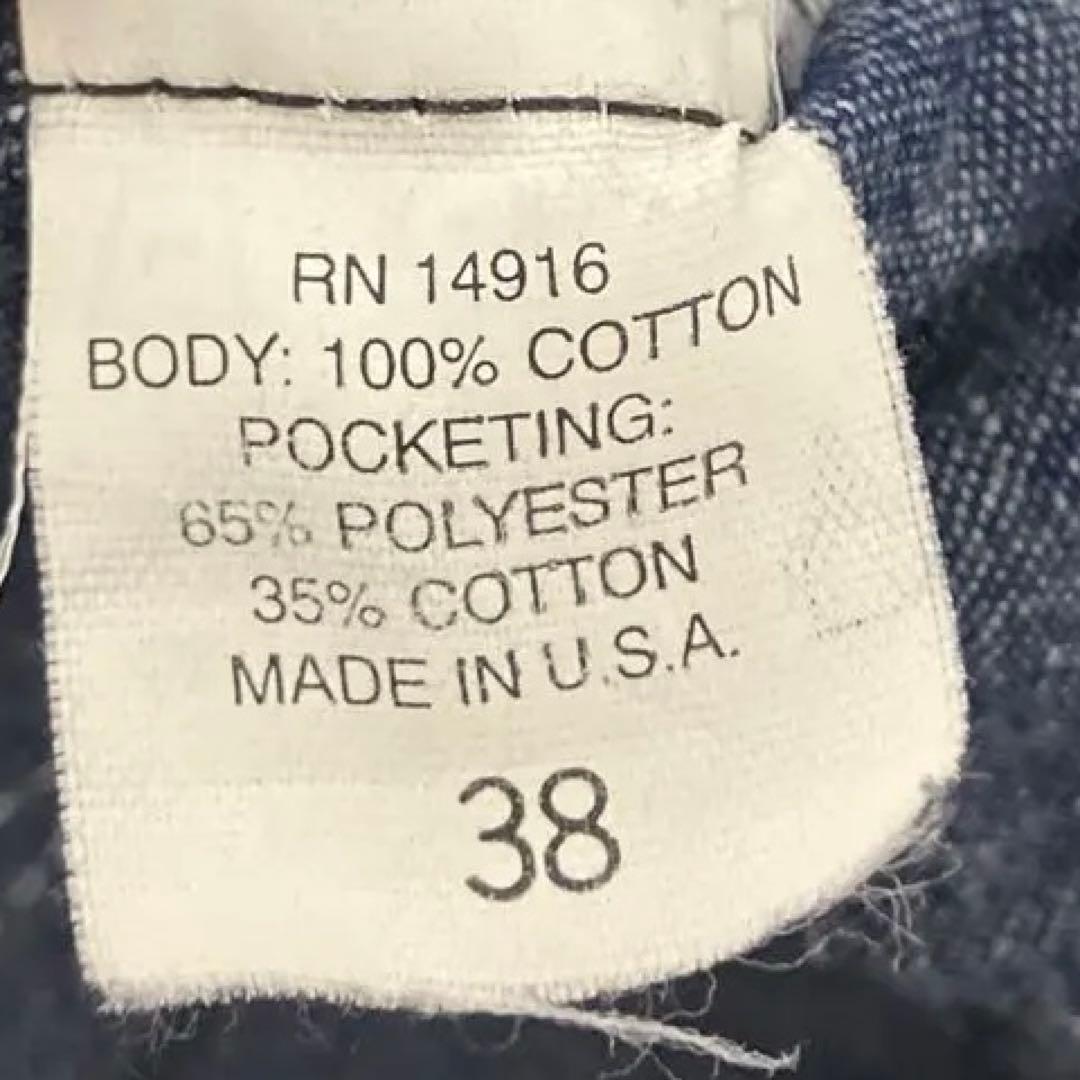 RN 14916
BODY: 100% COTTON
POCKETING:
65% POLYESTER
35% COTTON
MADE IN U.S.A.
38